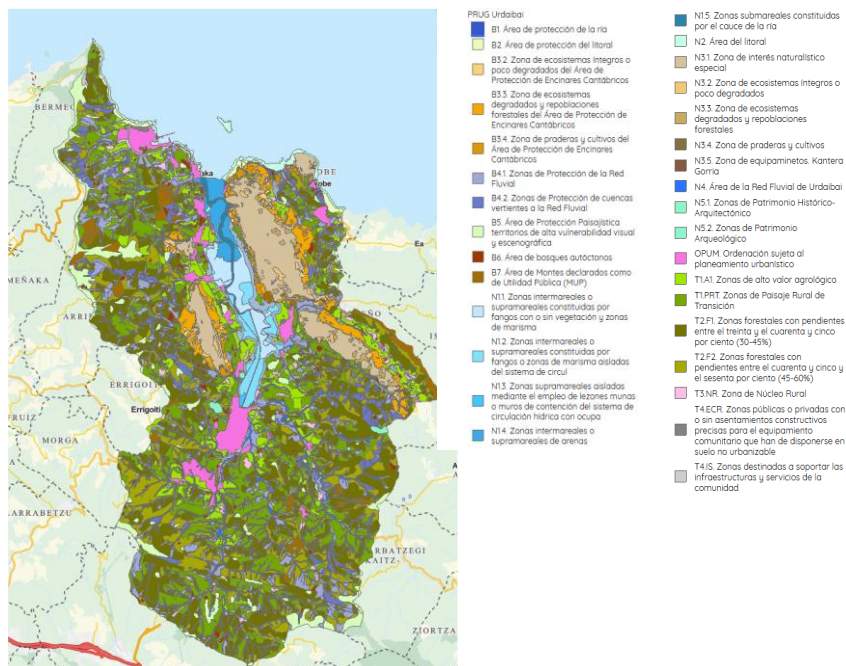 PRUG Urdaibai
B1. Área de protección de la ría
B2. Área de protección del litoral
B3.2. Zona de ecosistemas íntegros o
poco degradados del Área de
Protección de Encinares Cantábricos
B3.3. Zona de ecosistemas
degradados y repoblaciones
forestales del Área de Protección de
Encinares Cantábricos
B3.4. Zona de praderas y cultivos del
Área de Protección de Encinares
Cantábricos
B4.1. Zonas de Protección de la Red
Fluvial
B4.2. Zonas de Protección de cuencas
vertientes a la Red Fluvial
B5. Área de Protección Paisajística
territorios de alta vulnerabilidad visual
y escenográfica
B6. Área de bosques autóctonos
B7. Área de Montes declarados como
de Utilidad Pública (MUP)
N1.1. Zonas intermareales o
supramareales constituidas por
fangos con o sin vegetación y zonas
de marisma
N1.2. Zonas intermareales o
supramareales constituidas por
fangos o zonas de marisma aisladas
del sistema de circul
N1.3. Zonas supramareales aisladas
mediante el empleo de lezones munas
o muros de contención del sistema de
circulación hídrica con ocupa
N1.4. Zonas intermareales o
supramareales de arenas
N1.5. Zonas submareales constituidas
por el cauce de la ría
N2. Área del litoral
N3.1. Zona de interés naturalístico
especial
N3.2. Zona de ecosistemas íntegros o
poco degradados
N3.3. Zona de ecosistemas
degradados y repoblaciones
forestales
N3.4. Zona de praderas y cultivos
N3.5. Zona de equipaminetos. Kantera
Gorria
N4. Área de la Red Fluvial de Urdaibai
N5.1. Zonas de Patrimonio Histórico-
Arquitectónico
N5.2. Zonas de Patrimonio
Arqueológico
OPUM. Ordenación sujeta al
planeamiento urbanístico
T1.A1. Zonas de alto valor agrológico
T1.PRT. Zonas de Paisaje Rural de
Transición
T2.F1. Zonas forestales con pendientes
entre el treinta y el cuarenta y cinco
por ciento (30-45%)
T2.F2. Zonas forestales con
pendientes entre el cuarenta y cinco y
el sesenta por ciento (45-60%)
T3.NR. Zona de Núcleo Rural
T4.ECR. Zonas públicas o privadas con
o sin asentamientos constructivos
precisas para el equipamiento
comunitario que han de disponerse en
suelo no urbanizable
T4.IS. Zonas destinadas a soportar las
infraestructuras y servicios de la
comunidad
BERMEO
aka
OBE
kobe
Ea
MEÑAKA
ARRI
ÑO
IS
ERRIGOITI
Errigoiti
FRUIZ
MORGA
A
LARRABETZU
ARBATZEGI
KAITZ-
ZIORTZA